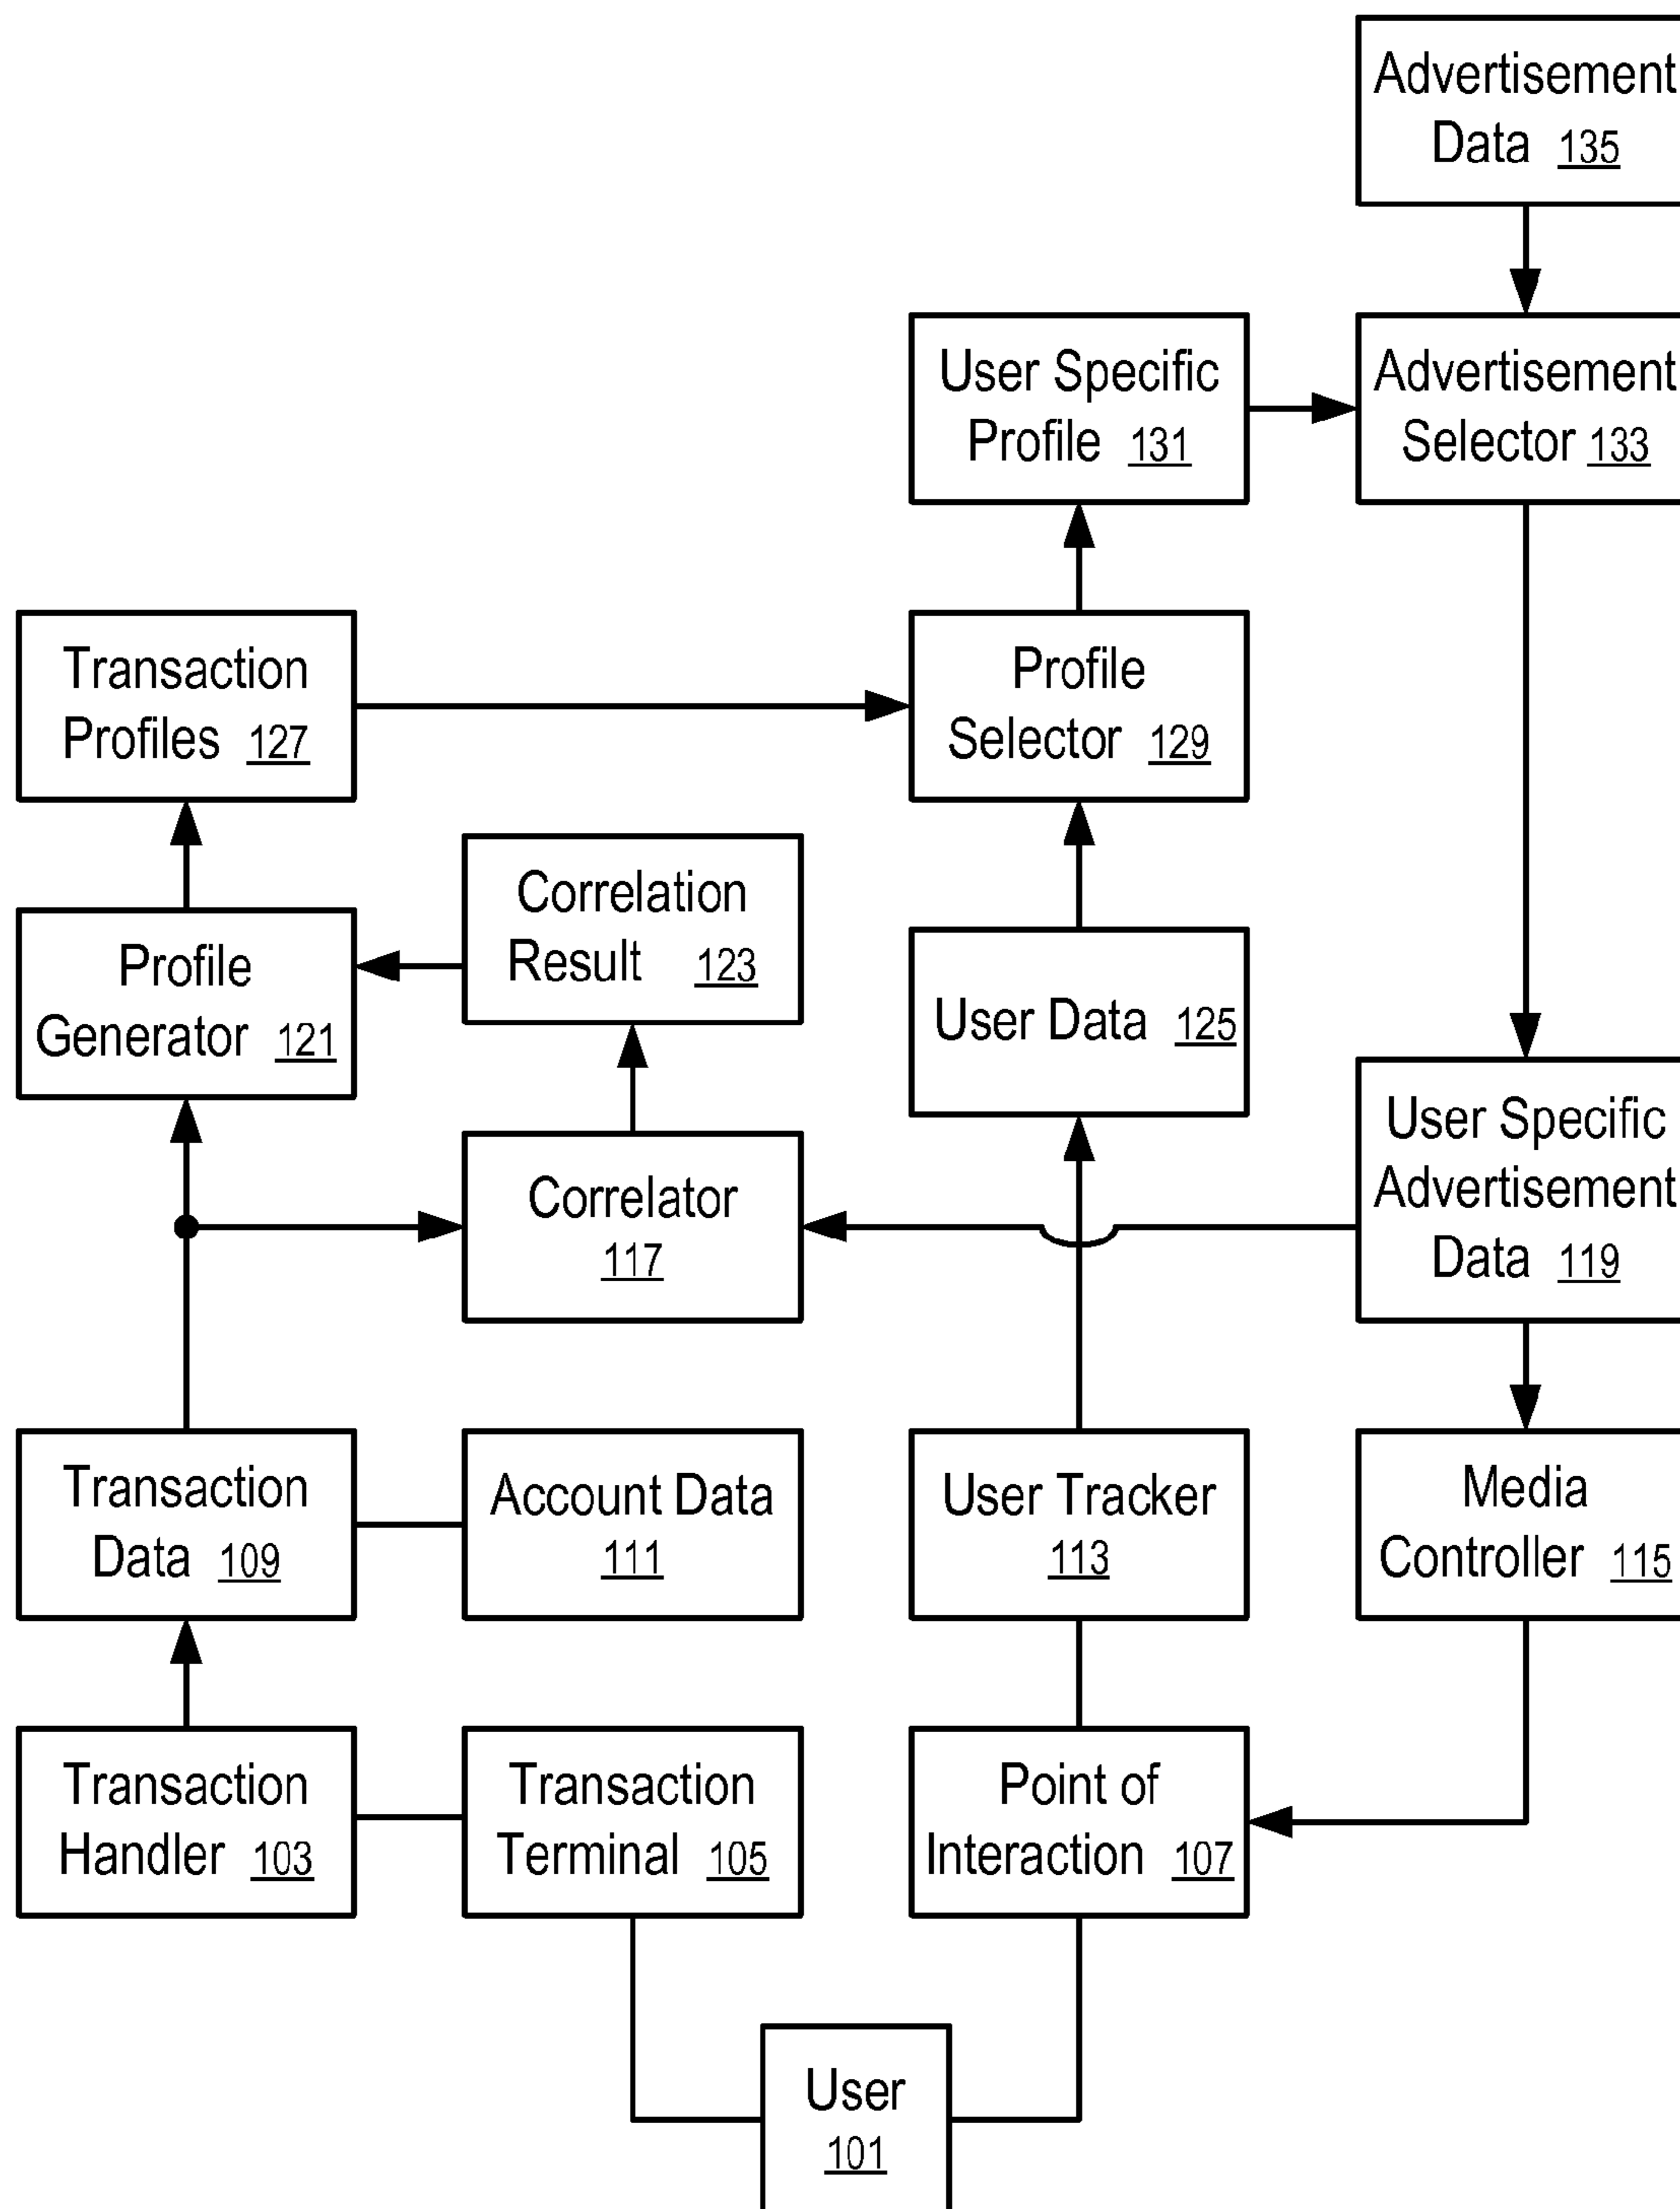 Advertisement
Data 135
User Specific
Profile 131
Advertisement
Selector 133
Transaction
Profiles 127
Profile
Selector 129
Correlation
Result 123
Profile
Generator 121
User Data 125
User Specific
Advertisement
Data 119
Correlator
117
Transaction
Data 109
Account Data
111
User Tracker
113
Media
Controller 115
Transaction
Handler 103
Transaction
Terminal 105
Point of
Interaction 107
User
101